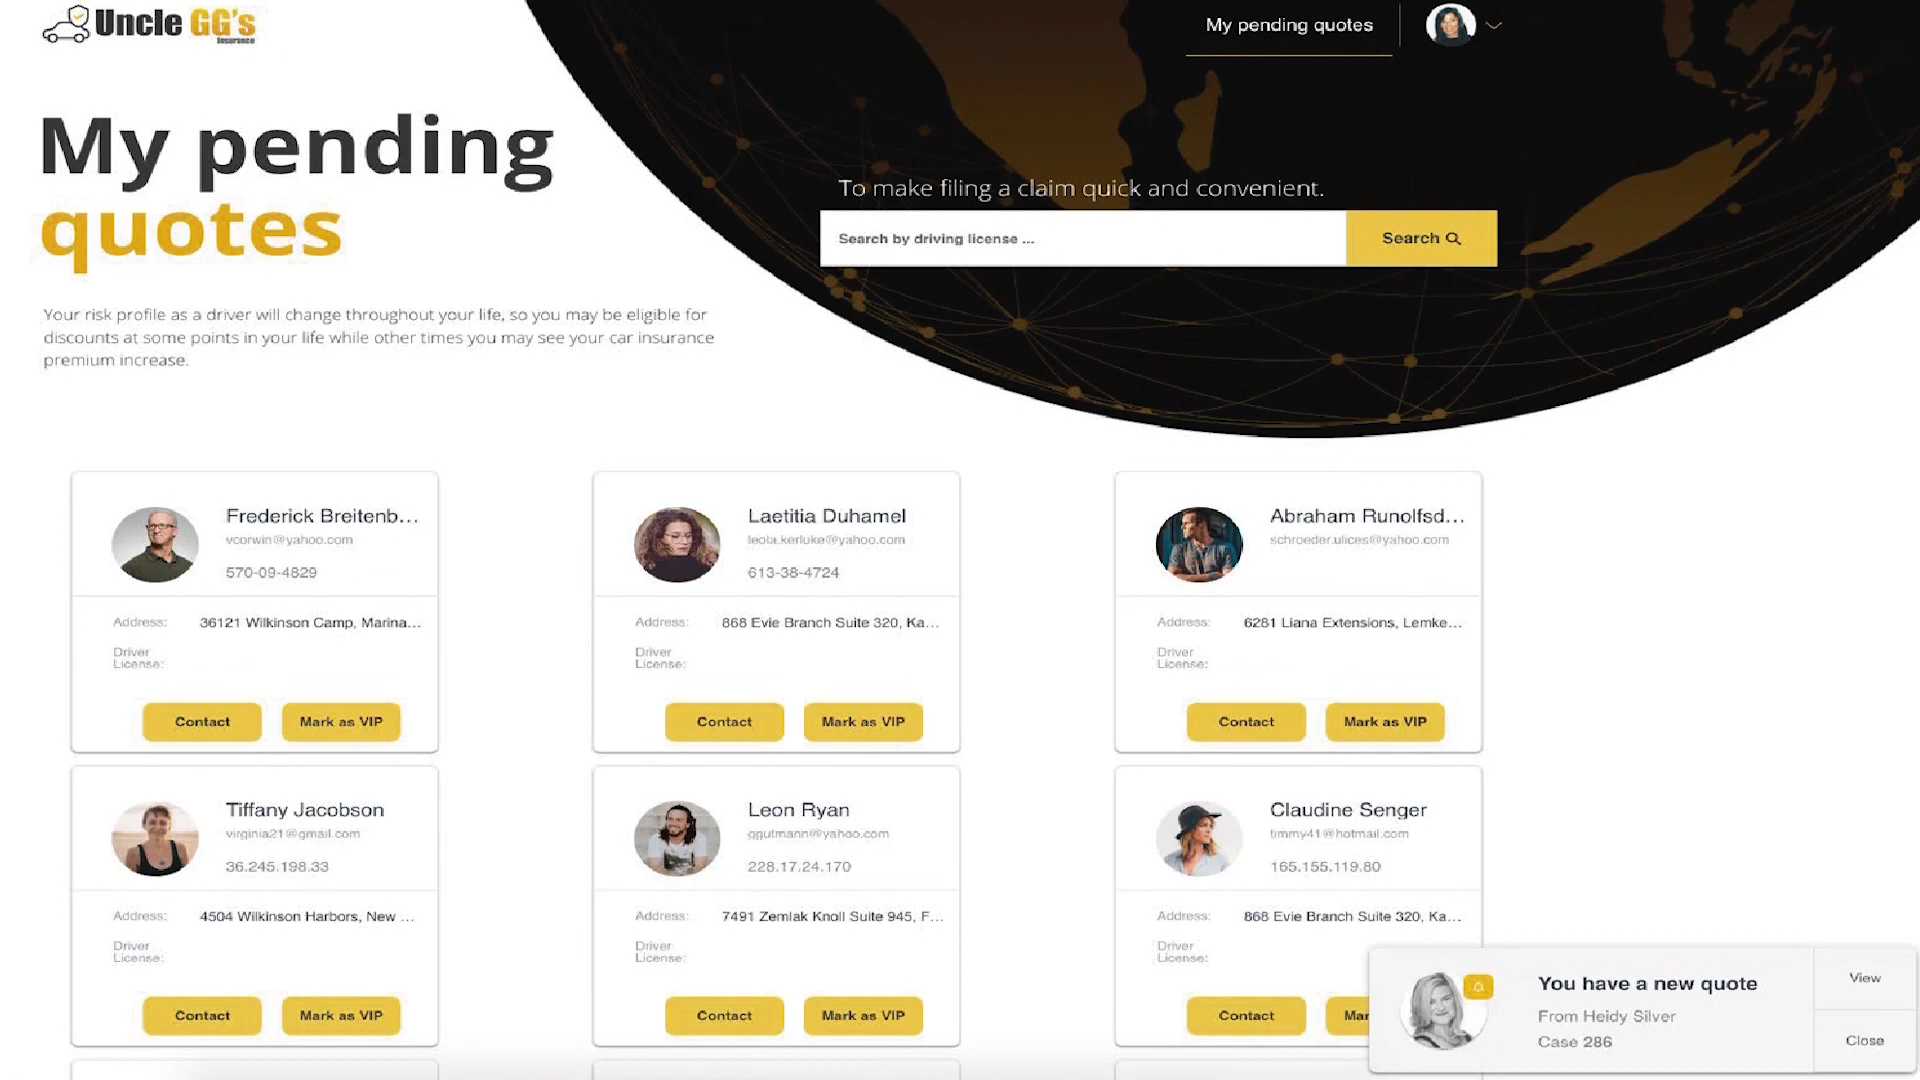 Uncle GG's
Insurance
My pending quotes
My pending
quotes
To make filing a claim quick and convenient.
Search by driving license ...
Search
Your risk profile as a driver will change throughout your life, so you may be eligible for
discounts at some points in your life while other times you may see your car insurance
premium increase.
Frederick Breitenb...
vcorwin@yahoo.com
570-09-4829
Address: 36121 Wilkinson Camp, Marina...
Driver
License:
Contact
Mark as VIP
Laetitia Duhamel
leola.kerluke@yahoo.com
613-38-4724
Address: 868 Evie Branch Suite 320, Ka...
Driver
License:
Contact
Mark as VIP
Abraham Runolfsd...
schroeder.ulices@yahoo.com
Address: 6281 Liana Extensions, Lemke...
Driver
License:
Contact
Mark as VIP
Tiffany Jacobson
virginia21@gmail.com
36.245.198.33
Address: 4504 Wilkinson Harbors, New ...
Driver
License:
Contact
Mark as VIP
Leon Ryan
ggutmann@yahoo.com
228.17.24.170
Address: 7491 Zemlak Knoll Suite 945, F...
Driver
License:
Contact
Mark as VIP
Claudine Senger
timmy41@hotmail.com
165.155.119.80
Address: 868 Evie Branch Suite 320, Ka...
Driver
License:
Contact
Mar
You have a new quote
From Heidy Silver
Case 286
View
Close